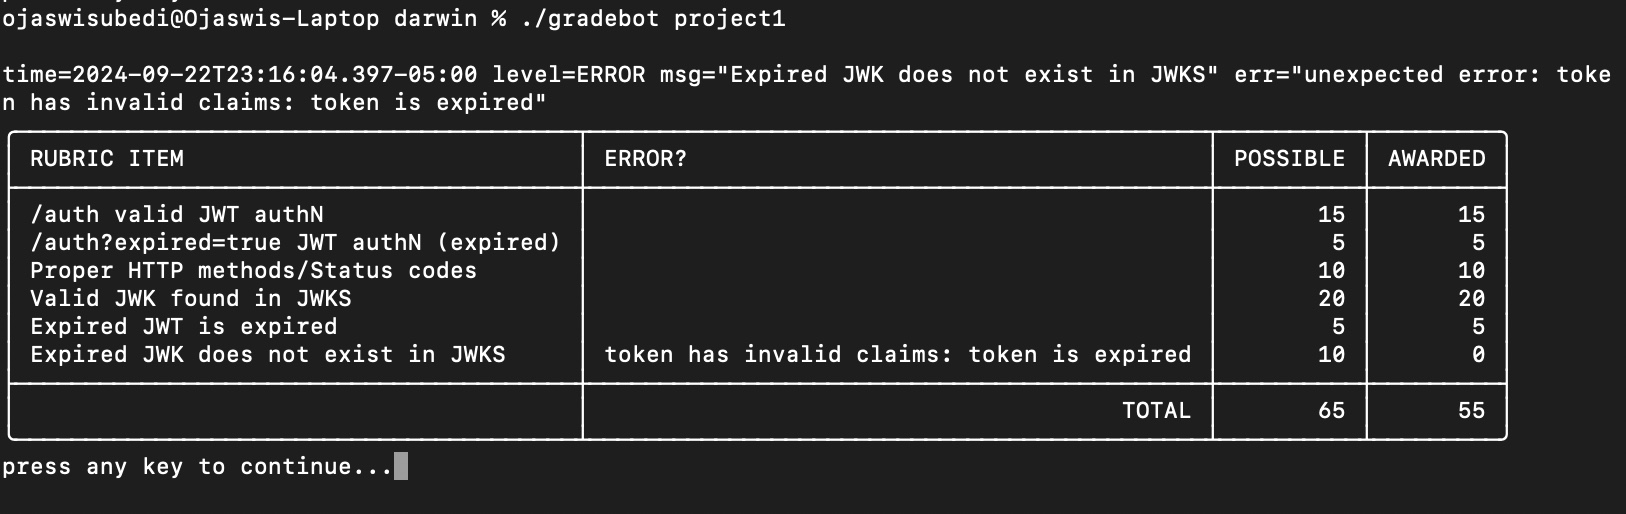 ojaswisubedi@Ojaswis-Laptop darwin % ./gradebot project1
time=2024-09-22T23:16:04.397-05:00 level=ERROR msg="Expired JWK does not exist in JWKS" err="unexpected error: toke
n has invalid claims: token is expired"
RUBRIC ITEM ERROR? POSSIBLE AWARDED
/auth valid JWT authN 15 15
/auth?expired=true JWT authN (expired) 5 5
Proper HTTP methods/Status codes 10 10
Valid JWK found in JWKS 20 20
Expired JWT is expired 5 5
Expired JWK does not exist in JWKS token has invalid claims: token is expired 10 0
TOTAL 65 55
press any key to continue...